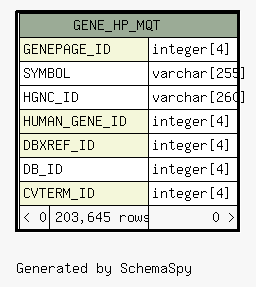 GENE_HP_MQT
GENEPAGE_ID integer[4]
SYMBOL varchar[255]
HGNC_ID varchar[260]
HUMAN_GENE_ID integer[4]
DBXREF_ID integer[4]
DB_ID integer[4]
CVTERM_ID integer[4]
< 0 203,645 rows 0 >
Generated by SchemaSpy